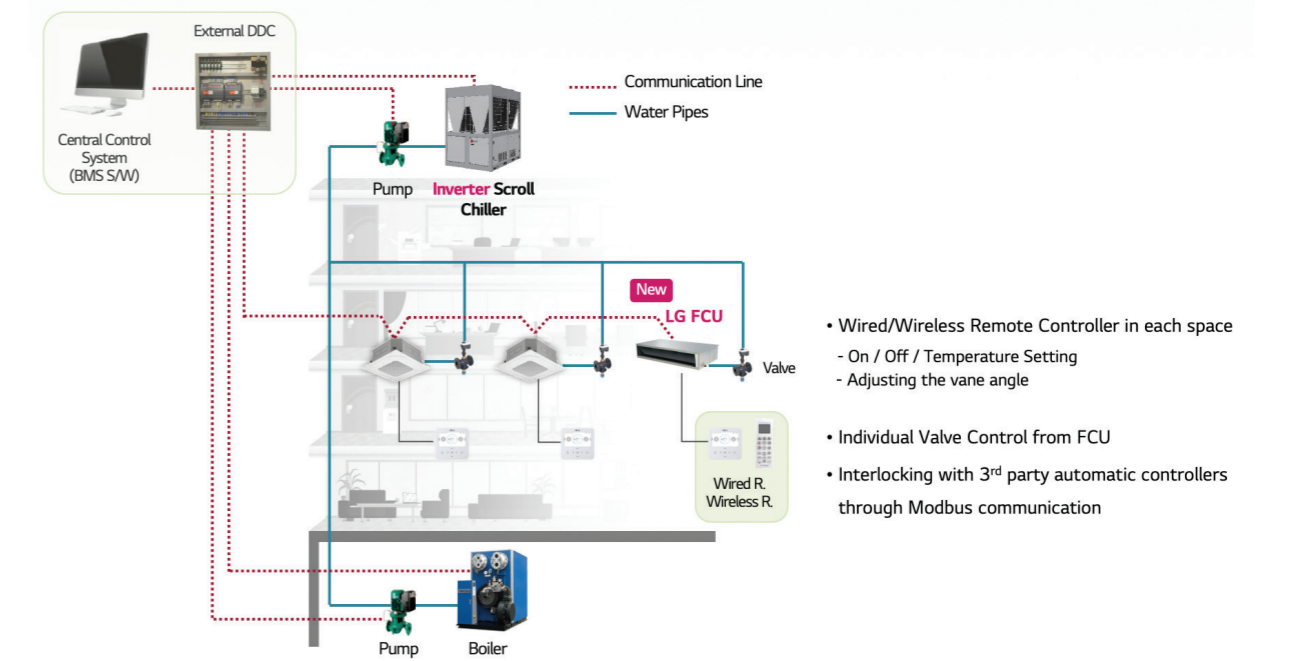 External DDC
Central Control
System
(BMS S/W)
Communication Line
Water Pipes
Pump
Inverter Scroll
Chiller
New
LG FCU
Valve
Wired R.
Wireless R.
• Wired/Wireless Remote Controller in each space
- On / Off / Temperature Setting
- Adjusting the vane angle
• Individual Valve Control from FCU
• Interlocking with 3rd party automatic controllers
through Modbus communication
Pump
Boiler